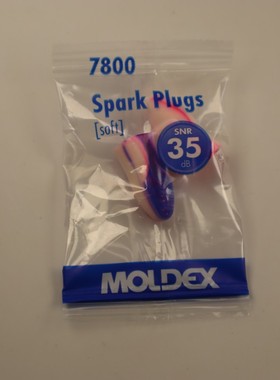 7800
Spark Plugs
[soft]
SNR
35
dB
MOLDEX